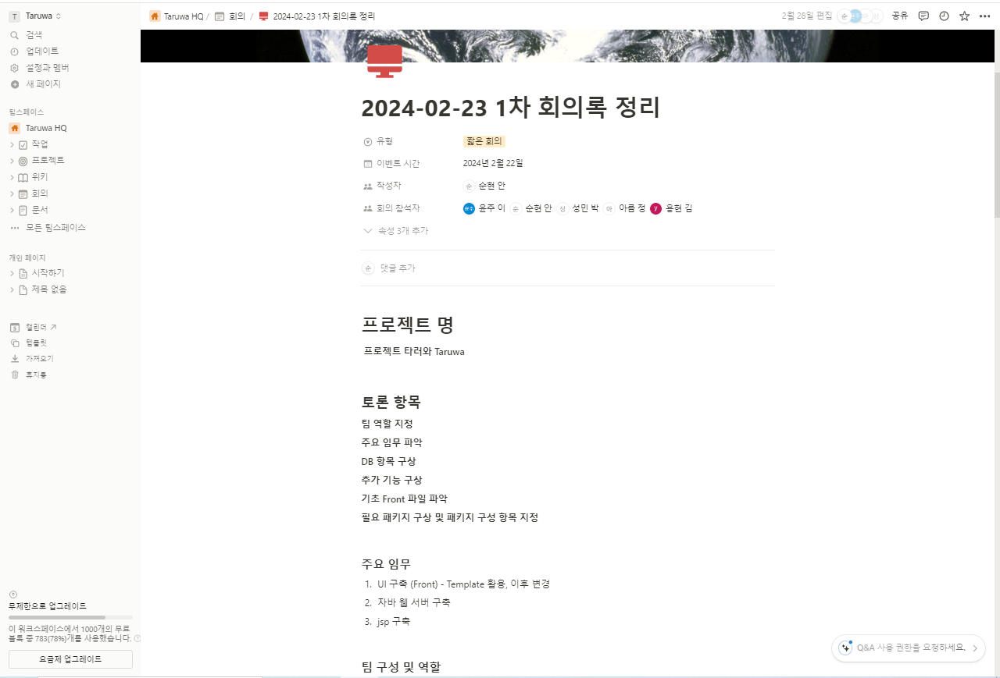 T Taruwa
Taruwa HQ / 회의 / 2024-02-23 1차 회의록 정리
2월 28일 편집
공유
검색
업데이트
설정과 멤버
새 페이지
팀스페이스
Taruwa HQ
작업
프로젝트
위키
회의
문서
모든 팀스페이스
개인 페이지
시작하기
제목 없음
캘린더
템플릿
가져오기
휴지통
무제한으로 업그레이드
이 워크스페이스에서 1000개의 무료
블록 중 783(78%)개를 사용했습니다.
요금제 업그레이드
2024-02-23 1차 회의록 정리
유형 짧은 회의
이벤트 시간 2024년 2월 22일
작성자 순 순현 안
회의 참석자 윤주 윤주 이 순 순현 안 성 성민 박 아 아름 정 y 용현 김
속성 3개 추가
순 댓글 추가
프로젝트 명
프로젝트 타러와 Taruwa
토론 항목
팀 역할 지정
주요 임무 파악
DB 항목 구상
추가 기능 구상
기초 Front 파일 파악
필요 패키지 구상 및 패키지 구성 항목 지정
주요 임무
1. UI 구축 (Front) - Template 활용, 이후 변경
2. 자바 웹 서버 구축
3. jsp 구축
팀 구성 및 역할
Q&A 사용 권한을 요청하세요.